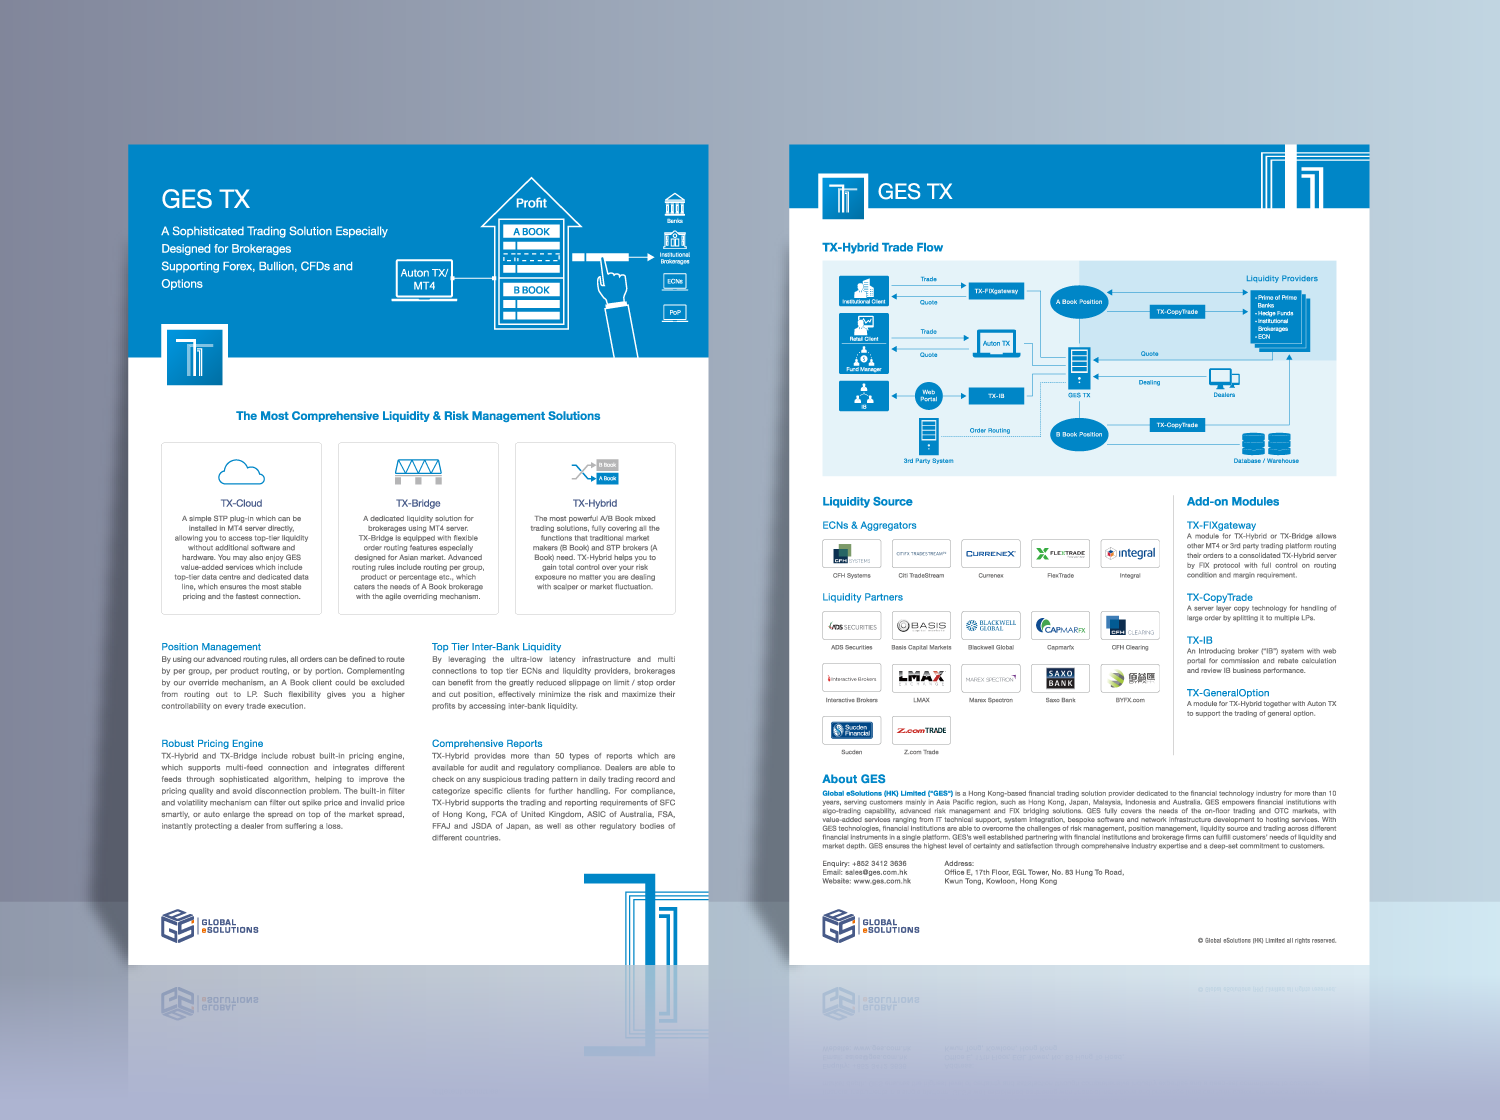 GES TX
A Sophisticated Trading Solution Especially
Designed for Brokerages
Supporting Forex, Bullion, CFDs and
Options
Profit
A BOOK
B BOOK
Auton TX/
MT4
Banks
Institutional
Brokerages
ECNs
PoP
The Most Comprehensive Liquidity & Risk Management Solutions
TX-Cloud
A simple STP plug-in which can be
installed in MT4 server directly,
allowing you to access top-tier liquidity
without additional software and
hardware. You may also enjoy GES
value-added services which include
top-tier data centre and dedicated data
line, which ensures the most stable
pricing and the fastest connection.
TX-Bridge
A dedicated liquidity solution for
brokerages using MT4 server.
TX-Bridge is equipped with flexible
order routing features especially
designed for Asian market. Advanced
routing rules include routing per group,
product or percentage etc., which
caters the needs of A Book brokerage
with the agile overriding mechanism.
B Book
A Book
TX-Hybrid
The most powerful A/B Book mixed
trading solutions, fully covering all the
functions that traditional market
makers (B Book) and STP brokers (A
Book) need. TX-Hybrid helps you to
gain total control over your risk
exposure no matter you are dealing
with scalper or market fluctuation.
Position Management
By using our advanced routing rules, all orders can be defined to route
by per group, per product routing, or by portion. Complementing
by our override mechanism, an A Book client could be excluded
from routing out to LP. Such flexibility gives you a higher
controllability on every trade execution.
Top Tier Inter-Bank Liquidity
By leveraging the ultra-low latency infrastructure and multi
connections to top tier ECNs and liquidity providers, brokerages
can benefit from the greatly reduced slippage on limit / stop order
and cut position, effectively minimize the risk and maximize their
profits by accessing inter-bank liquidity.
Robust Pricing Engine
TX-Hybrid and TX-Bridge include robust built-in pricing engine,
which supports multi-feed connection and integrates different
feeds through sophisticated algorithm, helping to improve the
pricing quality and avoid disconnection problem. The built-in filter
and volatility mechanism can filter out spike price and invalid price
smartly, or auto enlarge the spread on top of the market spread,
instantly protecting a dealer from suffering a loss.
Comprehensive Reports
TX-Hybrid provides more than 50 types of reports which are
available for audit and regulatory compliance. Dealers are able to
check on any suspicious trading pattern in daily trading record and
categorize specific clients for further handling. For compliance,
TX-Hybrid supports the trading and reporting requirements of SFC
of Hong Kong, FCA of United Kingdom, ASIC of Australia, FSA,
FFAJ and JSDA of Japan, as well as other regulatory bodies of
different countries.
GLOBAL
eSOLUTIONS
GES TX
TX-Hybrid Trade Flow
Institutional Client
Trade
Quote
TX-FIXgateway
A Book Position
Liquidity Providers
TX-CopyTrade
- Prime of Prime
Banks
- Hedge Funds
- Institutional
Brokerages
- ECN
Retail Client
Fund Manager
Trade
Quote
Auton TX
Quote
Dealing
GES TX
Dealers
IB
Web
Portal
TX-IB
3rd Party System
Order Routing
B Book Position
TX-CopyTrade
Database / Warehouse
Liquidity Source
ECNs & Aggregators
CFH SYSTEMS
CITIFX TRADESTREAM
CURRENEX
FLEXTRADE
integral
CFH Systems
Citi TradeStream
Currenex
FlexTrade
Integral
Liquidity Partners
ADS SECURITIES
BASIS
BLACKWELL
GLOBAL
CAPMARFX
CFH CLEARING
ADS Securities
Basis Capital Markets
Blackwell Global
Capmarfx
CFH Clearing
Interactive Brokers
LMAX
MAREX SPECTRON
SAXO
BANK
Interactive Brokers
LMAX
Marex Spectron
Saxo Bank
BYFX.com
Sucden
Financial
Z.com TRADE
Sucden
Z.com Trade
Add-on Modules
TX-FIXgateway
A module for TX-Hybrid or TX-Bridge allows
other MT4 or 3rd party trading platform routing
their orders to a consolidated TX-Hybrid server
by FIX protocol with full control on routing
condition and margin requirement.
TX-CopyTrade
A server layer copy technology for handling of
large order by splitting it to multiple LPs.
TX-IB
An Introducing broker ("IB") system with web
portal for commission and rebate calculation
and review IB business performance.
TX-GeneralOption
A module for TX-Hybrid together with Auton TX
to support the trading of general option.
About GES
Global eSolutions (HK) Limited ("GES") is a Hong Kong-based financial trading solution provider dedicated to the financial technology industry for more than 10
years, serving customers mainly in Asia Pacific region, such as Hong Kong, Japan, Malaysia, Indonesia and Australia. GES empowers financial institutions with
algo-trading capability, advanced risk management and FIX bridging solutions. GES fully covers the needs of the on-floor trading and OTC markets, with
value-added services ranging from IT technical support, system integration, bespoke software and network infrastructure development to hosting services. With
GES technologies, financial institutions are able to overcome the challenges of risk management, position management, liquidity source and trading across different
financial instruments in a single platform. GES's well established partnering with financial institutions and brokerage firms can fulfill customers' needs of liquidity and
market depth. GES ensures the highest level of certainty and satisfaction through comprehensive industry expertise and a deep-set commitment to customers.
Enquiry: +852 3412 3636
Email: sales@ges.com.hk
Website: www.ges.com.hk
Address:
Office E, 17th Floor, EGL Tower, No. 83 Hung To Road,
Kwun Tong, Kowloon, Hong Kong
GLOBAL
eSOLUTIONS
© Global eSolutions (HK) Limited all rights reserved.